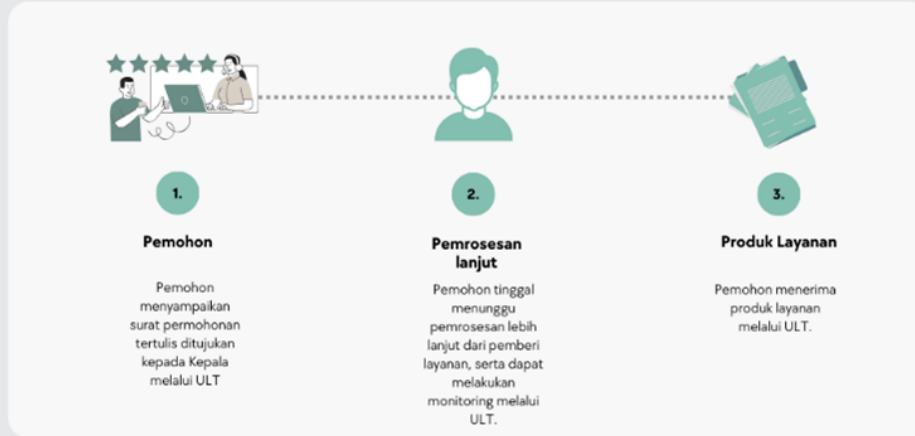 1.
Pemohon
Pemohon
menyampaikan
surat permohonan
tertulis ditujukan
kepada Kepala
melalui ULT
2.
Pemrosesan
lanjut
Pemohon tinggal
menunggu
pemrosesan lebih
lanjut dari pemberi
layanan, serta dapat
melakukan
monitoring melalui
ULT.
3.
Produk Layanan
Pemohon menerima
produk layanan
melalui ULT.